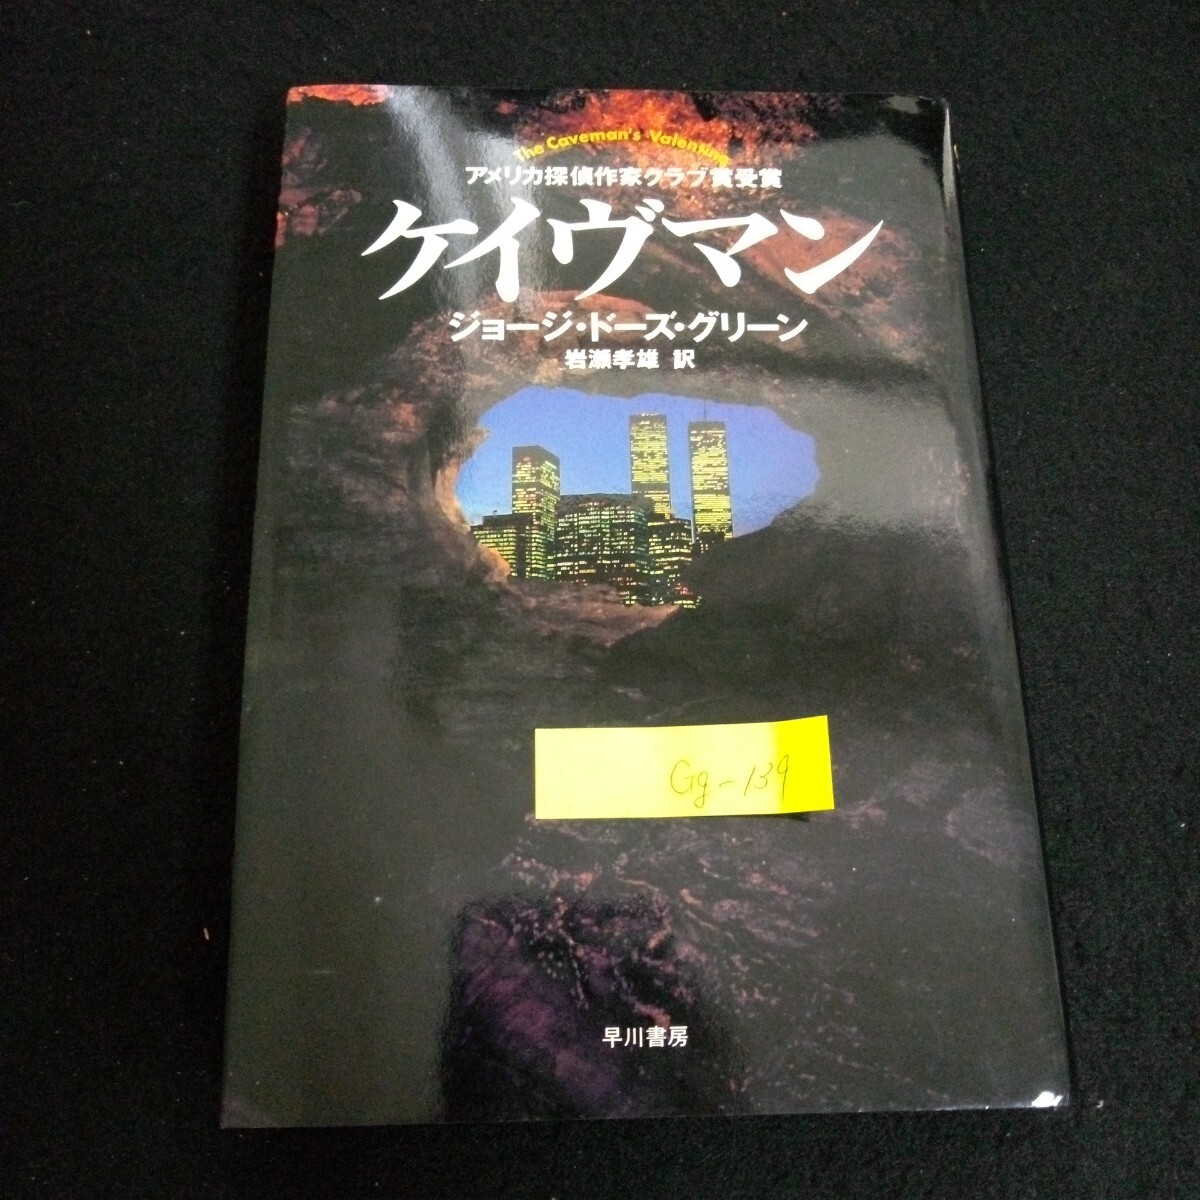 The Caveman's Valentine
アメリカ探偵作家クラブ賞受賞
ケイヴマン
ジョージ・ドーズ・グリーン
岩瀬孝雄 訳
Gg-139
早川書房